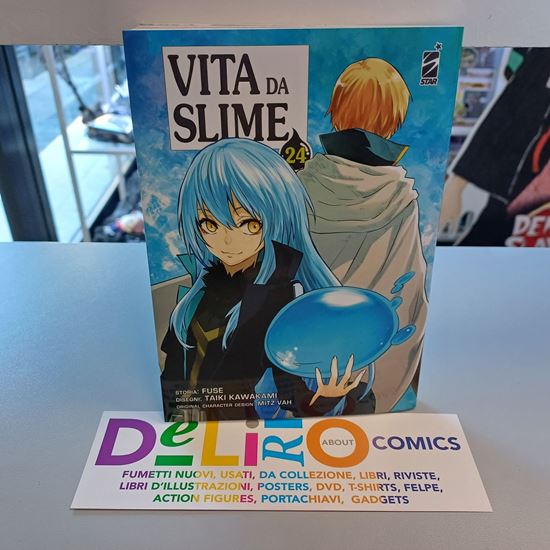 VITA DA
SLIME
24
STAR
STORIA: FUSE
DISEGNI: TAIKI KAWAKAMI
ORIGINAL CHARACTER DESIGN: MITZ VAH
DeLiRiO ABOUT COMICS
FUMETTI NUOVI, USATI, DA COLLEZIONE, LIBRI, RIVISTE,
LIBRI D'ILLUSTRAZIONI, POSTERS, DVD, T-SHIRTS, FELPE,
ACTION FIGURES, PORTACHIAVI, GADGETS